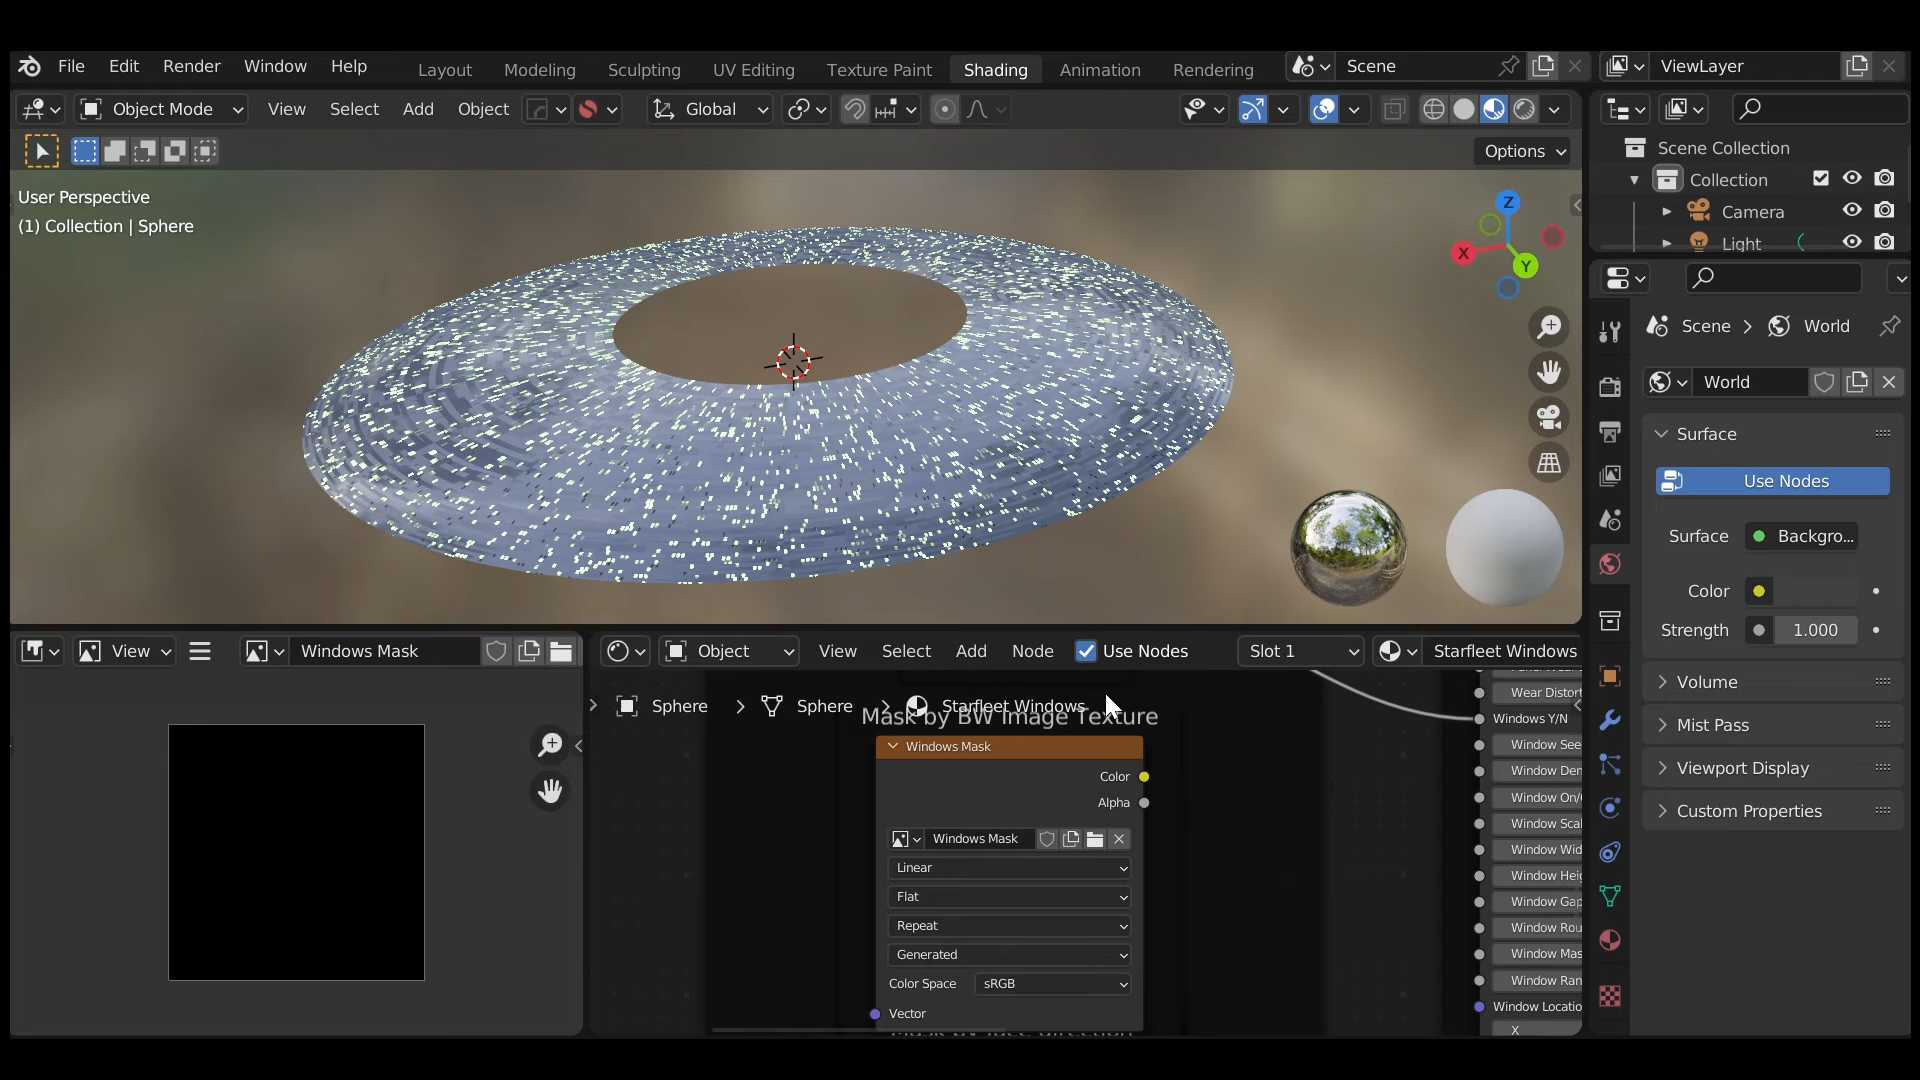 File Edit Render Window Help
Layout Modeling Sculpting UV Editing Texture Paint Shading Animation Rendering
Scene
ViewLayer
Object Mode View Select Add Object Global
Options
User Perspective
(1) Collection | Sphere
Z
X
Y
Scene Collection
Collection
Camera
Light
Scene > World
World
Surface
Use Nodes
Surface Backgro...
Color
Strength 1.000
Volume
Mist Pass
Viewport Display
Custom Properties
View Windows Mask
Object View Select Add Node Use Nodes Slot 1 Starfleet Windows
Sphere > Sphere > Starfleet Windows
Mask by BW Image Texture
Windows Mask
Color
Alpha
Windows Mask
Linear
Flat
Repeat
Generated
Color Space sRGB
Vector
Mask by face direction
Wear Distort
Windows Y/N
Window See
Window Den
Window On/
Window Scal
Window Wid
Window Heig
Window Gap
Window Rou
Window Mas
Window Ran
Window Locatio
X